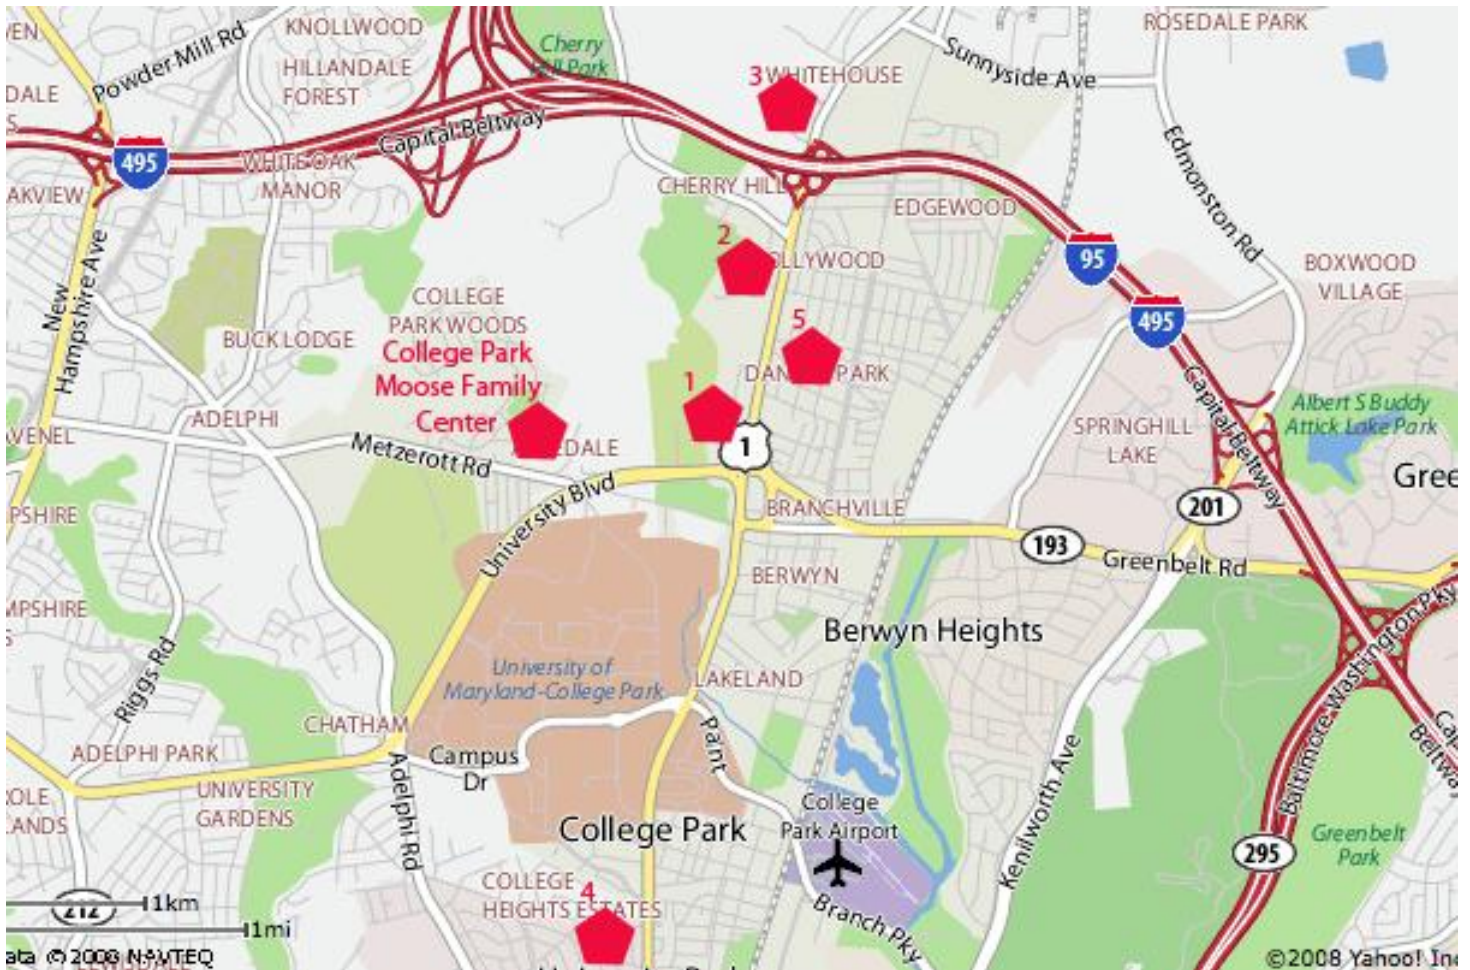 KNOLLWOOD
ROSEDALE PARK
Powder Mill Rd
Cherry
Hill Park
Sunnyside Ave
HILLANDALE
FOREST
3
WHITEHOUSE
Capital Beltway
495
WHITE OAK
MANOR
CHERRY HILL
EDGEWOOD
Edmonston Rd
2
95
BOXWOOD
VILLAGE
New
Hampshire Ave
COLLEGE
PARK WOODS
BUCK LODGE
College Park
Moose Family
Center
5
495
PARK
1
ADELPHI
Metzerott Rd
1
SPRINGHILL
LAKE
Capital Beltway
Albert S Buddy
Attick Lake Park
University Blvd
BRANCHVILLE
201
193
Greenbelt Rd
BERWYN
Berwyn Heights
Riggs Rd
University of
Maryland-College Park
LAKELAND
Baltimore Washington Pky
CHATHAM
ADELPHI PARK
Campus
Dr
Paint
Branch Pky
Adelphi Rd
UNIVERSITY
GARDENS
College Park
College
Park Airport
Kenilworth Ave
295
Greenbelt
Park
Beltway
COLLEGE
HEIGHTS ESTATES
4
212
1km
1mi
©2008 NAVTEQ
©2008 Yahoo! Inc